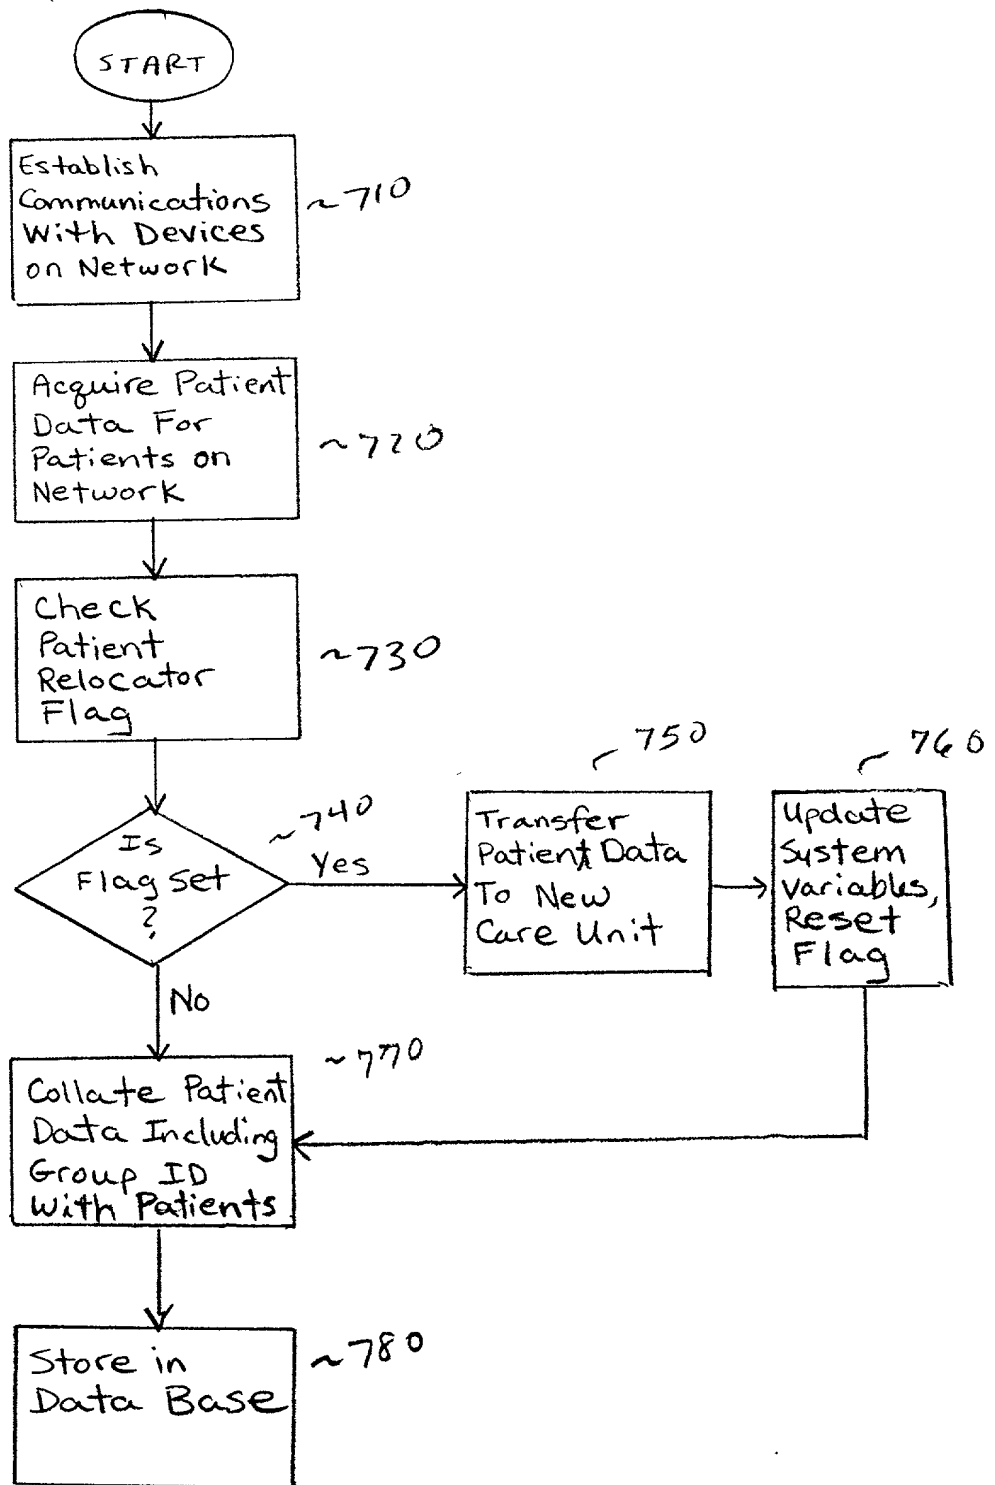 START
Establish
Communications
With Devices
on Network
~710
Acquire Patient
Data For
Patients on
Network
~720
Check
Patient
Relocator
Flag
~730
Is
Flag Set
?
~740
Yes
Transfer
Patient Data
To New
Care Unit
750
Update
System
Variables,
Reset
Flag
760
No
Collate Patient
Data Including
Group ID
With Patients
~770
Store in
Data Base
~780